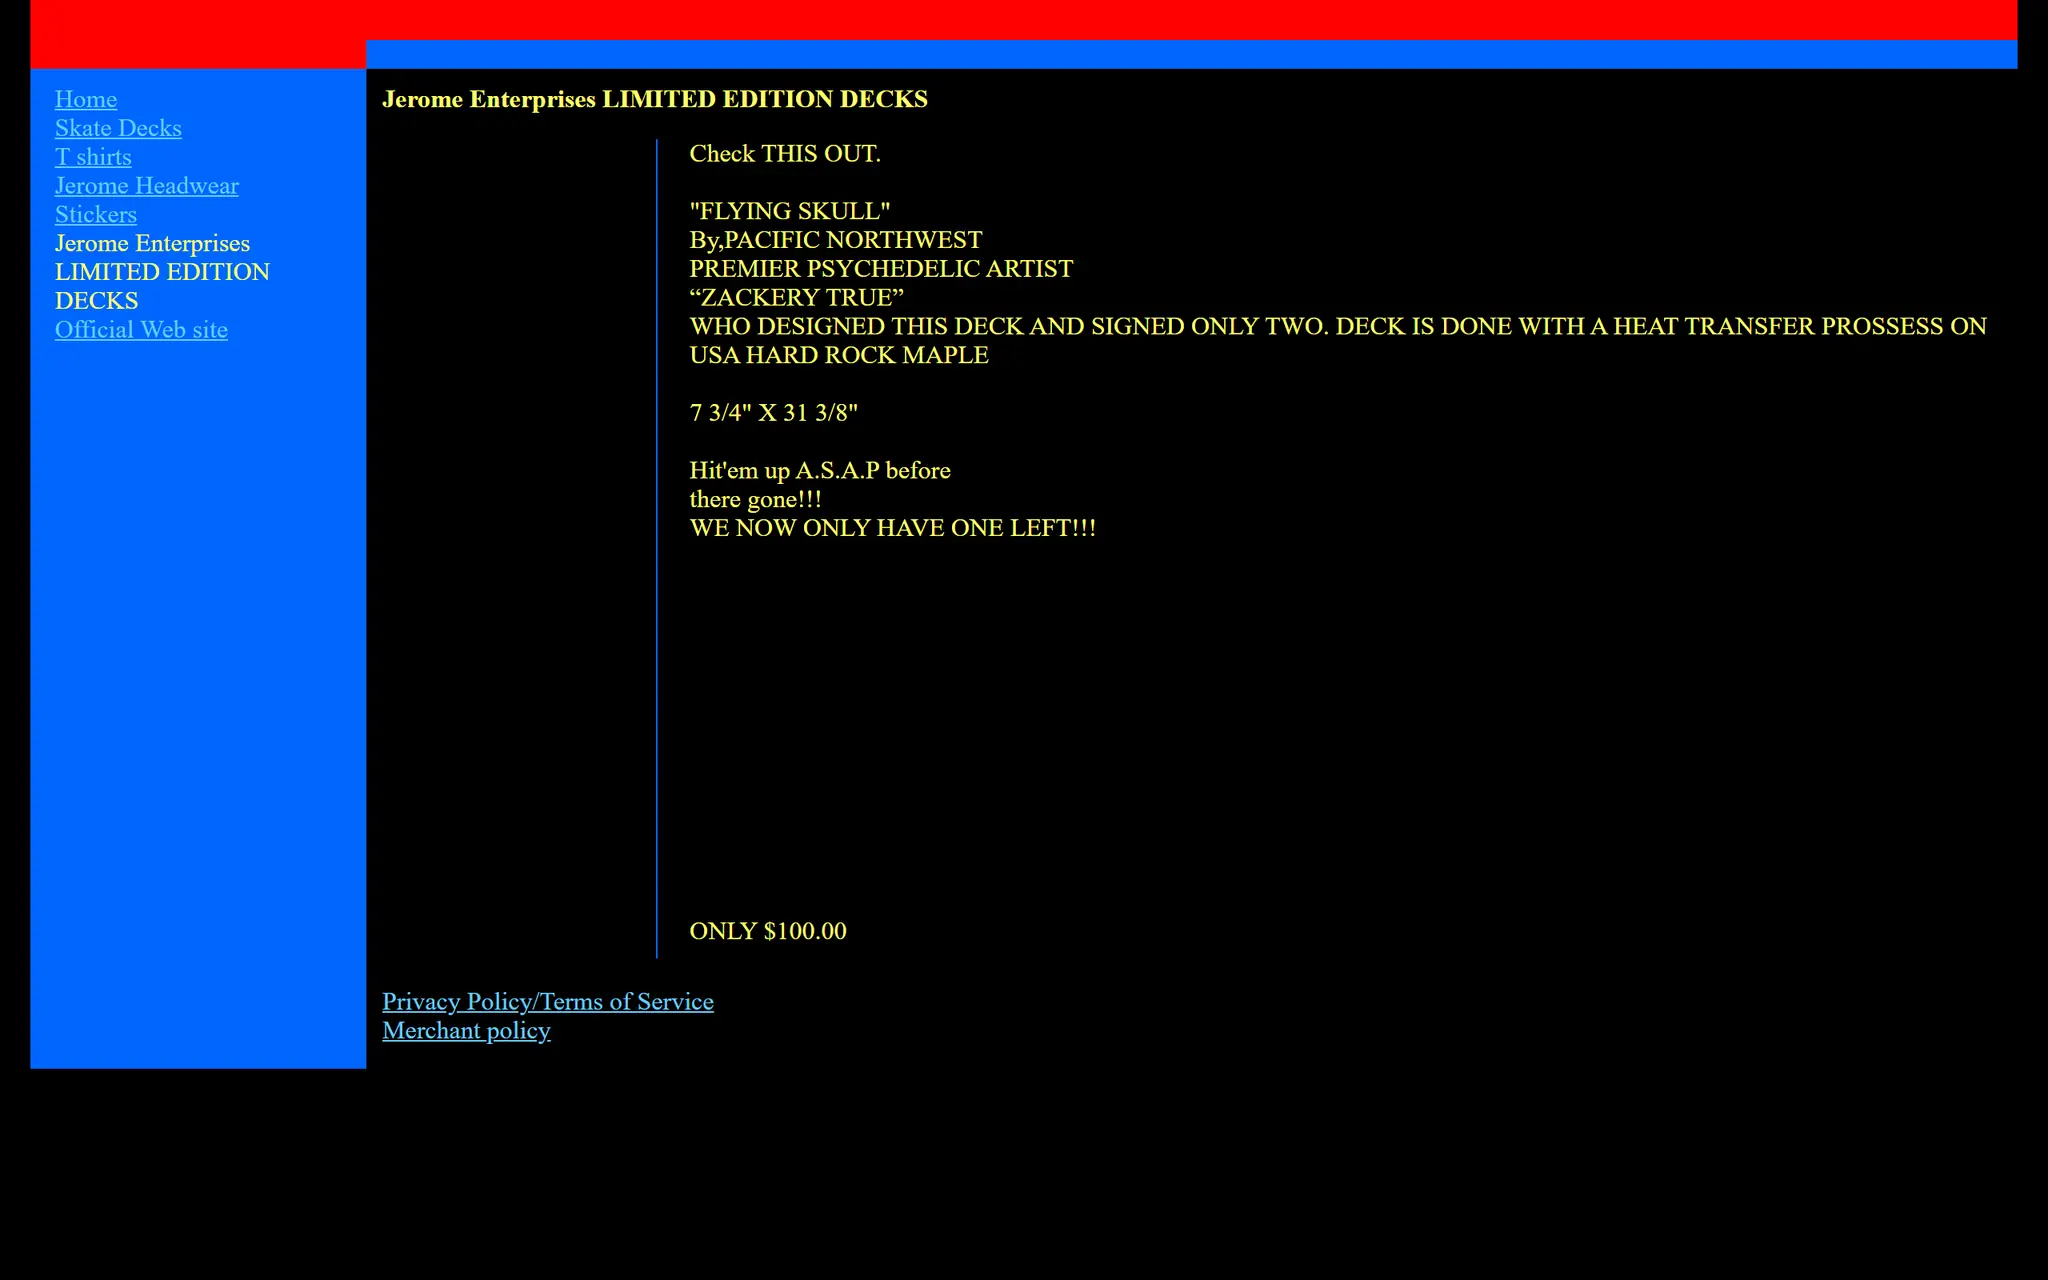 Home
Skate Decks
T shirts
Jerome Headwear
Stickers
Jerome Enterprises
LIMITED EDITION
DECKS
Official Web site
Jerome Enterprises LIMITED EDITION DECKS
Check THIS OUT.
"FLYING SKULL"
By,PACIFIC NORTHWEST
PREMIER PSYCHEDELIC ARTIST
“ZACKERY TRUE”
WHO DESIGNED THIS DECK AND SIGNED ONLY TWO. DECK IS DONE WITH A HEAT TRANSFER PROSSESS ON
USA HARD ROCK MAPLE
7 3/4" X 31 3/8"
Hit'em up A.S.A.P before
there gone!!!
WE NOW ONLY HAVE ONE LEFT!!!
ONLY $100.00
Privacy Policy/Terms of Service
Merchant policy